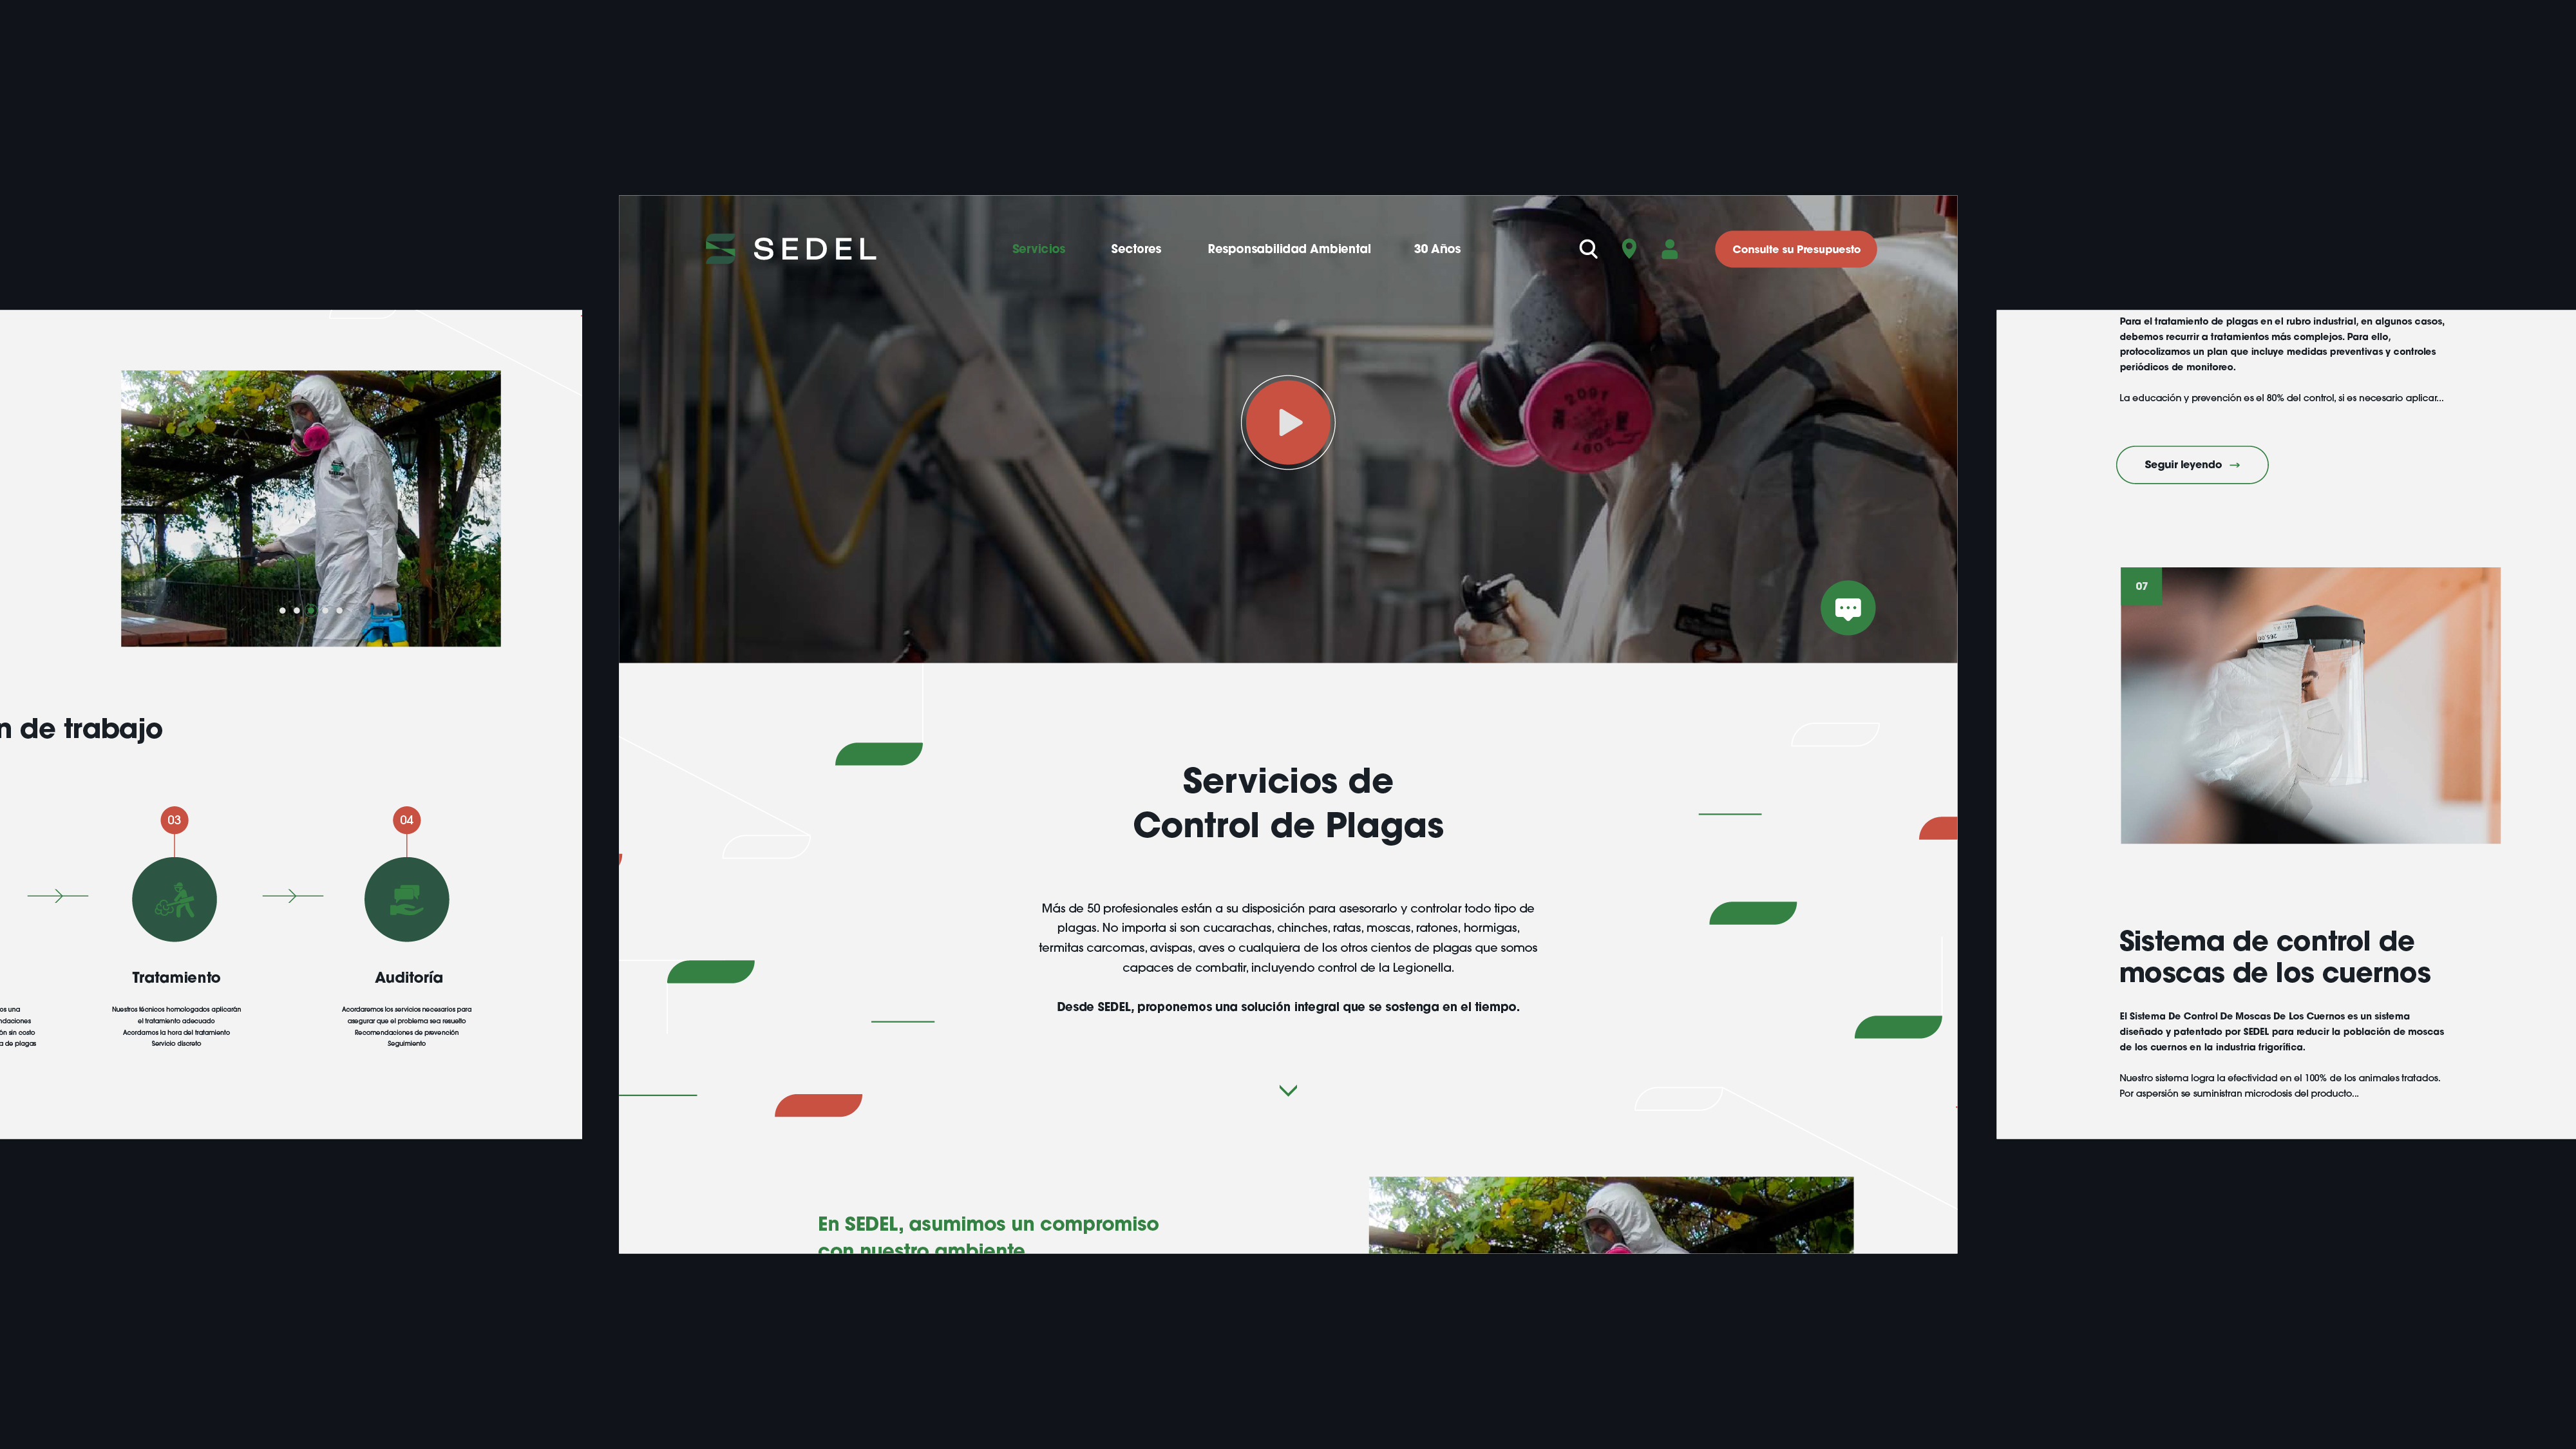 n de trabajo
03
04
Tratamiento
Auditoría
os una
ndaciones
ón sin costo
a de plagas
Nuestros técnicos homologados aplicarán
el tratamiento adecuado
Acordamos la hora del tratamiento
Servicio discreto
Acordaremos los servicios necesarios para
asegurar que el problema sea resuelto
Recomendaciones de prevención
Seguimiento
SEDEL
Servicios
Sectores
Responsabilidad Ambiental
30 Años
Consulte su Presupuesto
2091
2091
Servicios de
Control de Plagas
Más de 50 profesionales están a su disposición para asesorarlo y controlar todo tipo de
plagas. No importa si son cucarachas, chinches, ratas, moscas, ratones, hormigas,
termitas carcomas, avispas, aves o cualquiera de los otros cientos de plagas que somos
capaces de combatir, incluyendo control de la Legionella.
Desde SEDEL, proponemos una solución integral que se sostenga en el tiempo.
En SEDEL, asumimos un compromiso
con nuestro ambiente
Para el tratamiento de plagas en el rubro industrial, en algunos casos,
debemos recurrir a tratamientos más complejos. Para ello,
protocolizamos un plan que incluye medidas preventivas y controles
periódicos de monitoreo.
La educación y prevención es el 80% del control, si es necesario aplicar...
Seguir leyendo →
07
Sistema de control de
moscas de los cuernos
El Sistema De Control De Moscas De Los Cuernos es un sistema
diseñado y patentado por SEDEL para reducir la población de moscas
de los cuernos en la industria frigorífica.
Nuestro sistema logra la efectividad en el 100% de los animales tratados.
Por aspersión se suministran microdosis del producto...